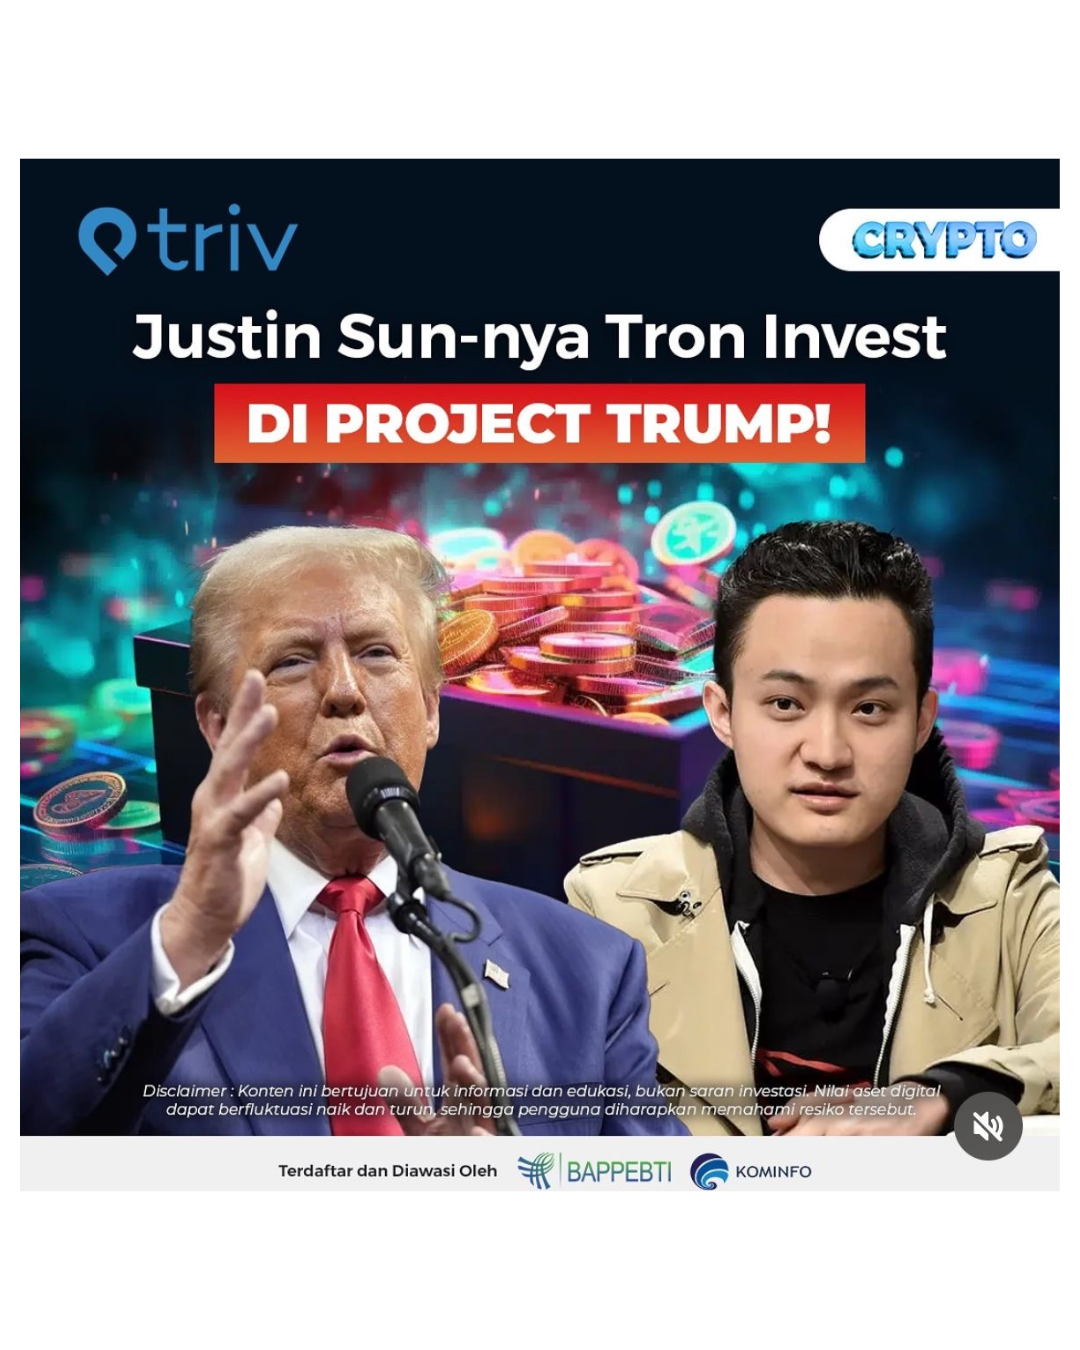 triv
CRYPTO
Justin Sun-nya Tron Invest
DI PROJECT TRUMP!
Disclaimer : Konten ini bertujuan untuk informasi dan edukasi, bukan saran investasi. Nilai aset digital
dapat berfluktuasi naik dan turun, sehingga pengguna diharapkan memahami resiko tersebut.
Terdaftar dan Diawasi Oleh BAPPEBTI KOMINFO